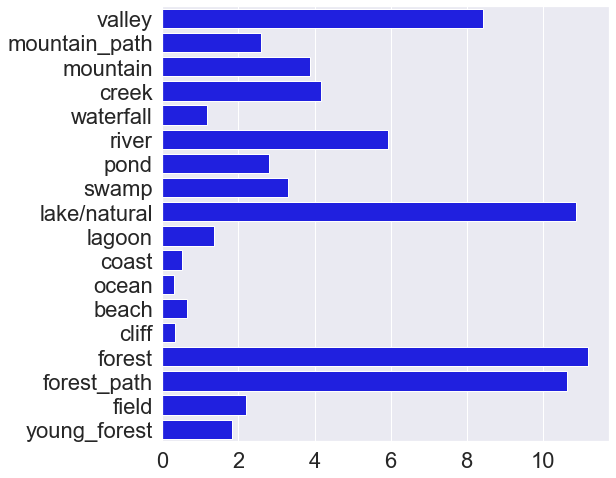 valley
mountain_path
mountain
creek
waterfall
river
pond
swamp
lake/natural
lagoon
coast
ocean
beach
cliff
forest
forest_path
field
young_forest
0 2 4 6 8 10